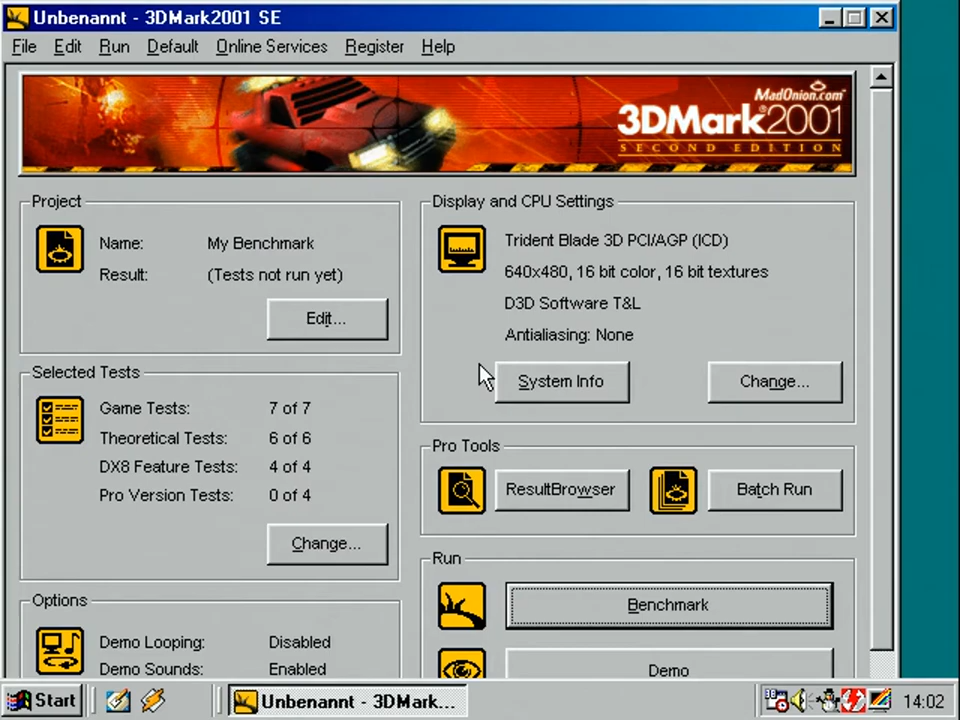 Unbenannt - 3DMark2001 SE
File Edit Run Default Online Services Register Help
MadOnion.com
3DMark®2001
SECOND EDITION
Project
Name: My Benchmark
Result: (Tests not run yet)
Edit...
Display and CPU Settings
Trident Blade 3D PCI/AGP (ICD)
640x480, 16 bit color, 16 bit textures
D3D Software T&L
Antialiasing: None
System Info Change...
Selected Tests
Game Tests: 7 of 7
Theoretical Tests: 6 of 6
DX8 Feature Tests: 4 of 4
Pro Version Tests: 0 of 4
Change...
Pro Tools
ResultBrowser Batch Run
Options
Demo Looping: Disabled
Demo Sounds: Enabled
Run
Benchmark
Demo
Start Unbenannt - 3DMark... 14:02